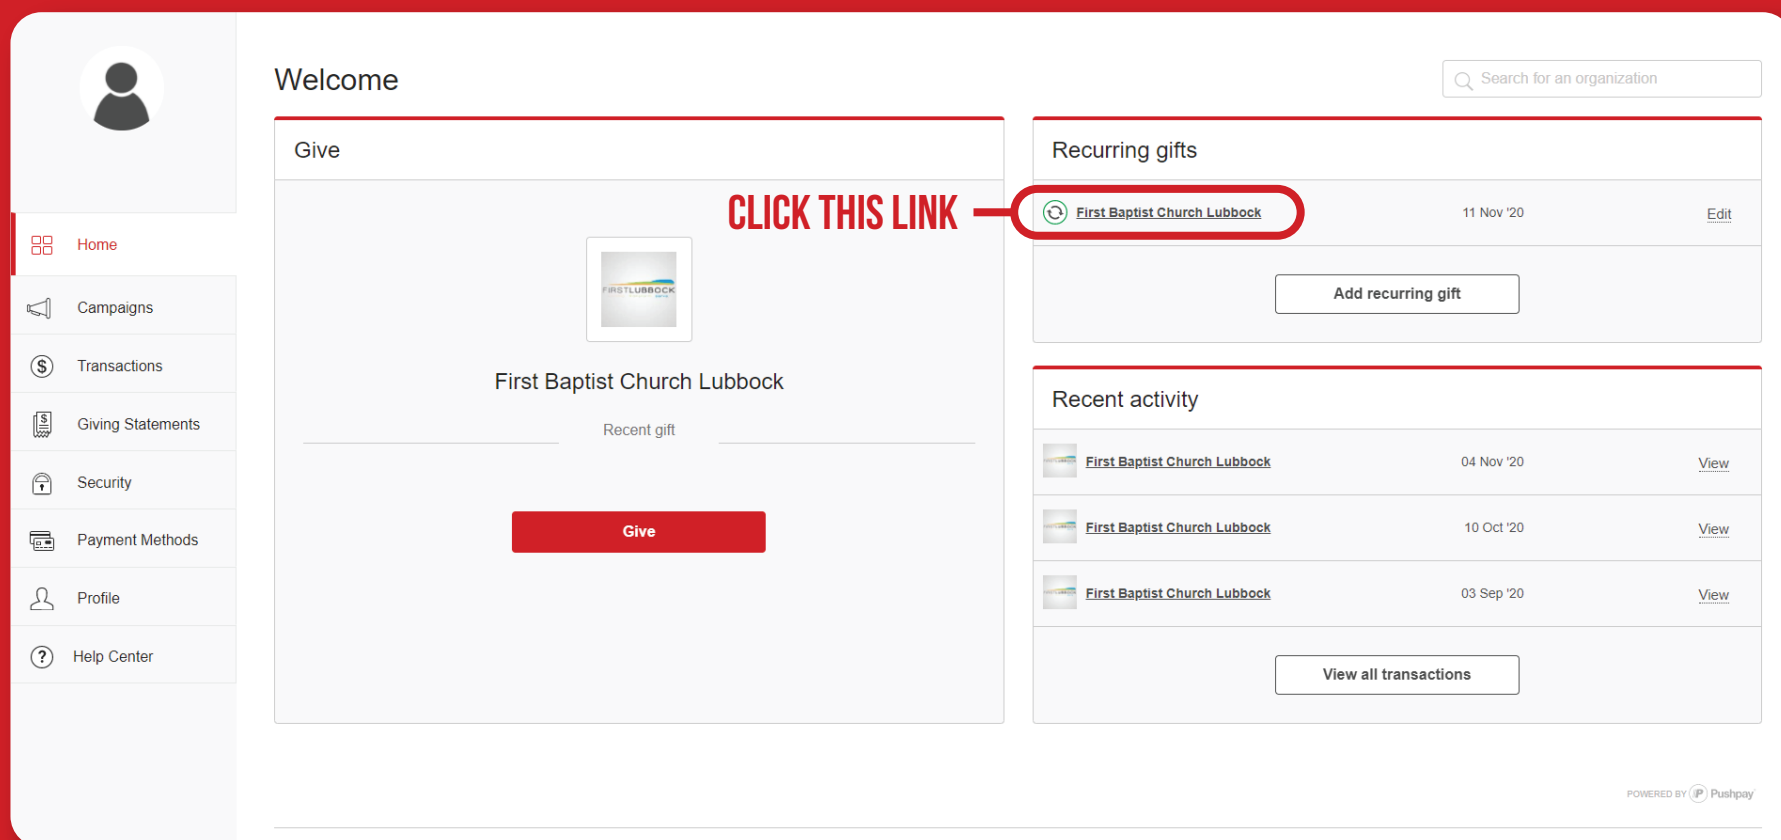 Welcome
Search for an organization
Give
FIRSTLUBBOCK
First Baptist Church Lubbock
Recent gift
Give
CLICK THIS LINK
Recurring gifts
First Baptist Church Lubbock 11 Nov '20 Edit
Add recurring gift
Recent activity
First Baptist Church Lubbock 04 Nov '20 View
First Baptist Church Lubbock 10 Oct '20 View
First Baptist Church Lubbock 03 Sep '20 View
View all transactions
Home
Campaigns
Transactions
Giving Statements
Security
Payment Methods
Profile
Help Center
POWERED BY Pushpay